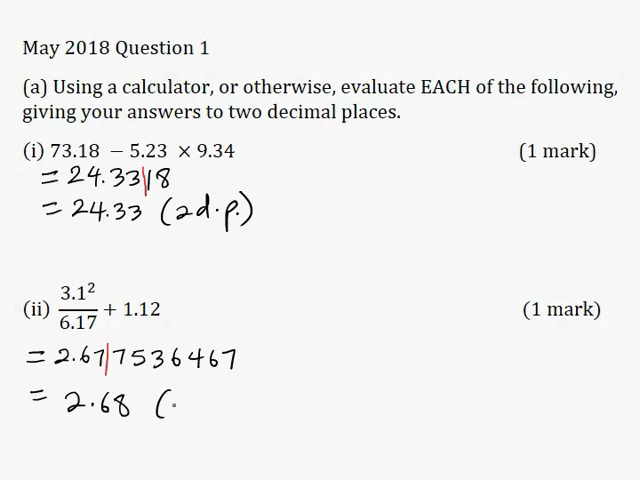 May 2018 Question 1
(a) Using a calculator, or otherwise, evaluate EACH of the following,
giving your answers to two decimal places.
(i) 73.18 − 5.23 × 9.34 (1 mark)
= 24.33|18
= 24.33 (2d.p.)
(ii) 3.1²/6.17 + 1.12 (1 mark)
= 2.67|7536467
= 2.68 (